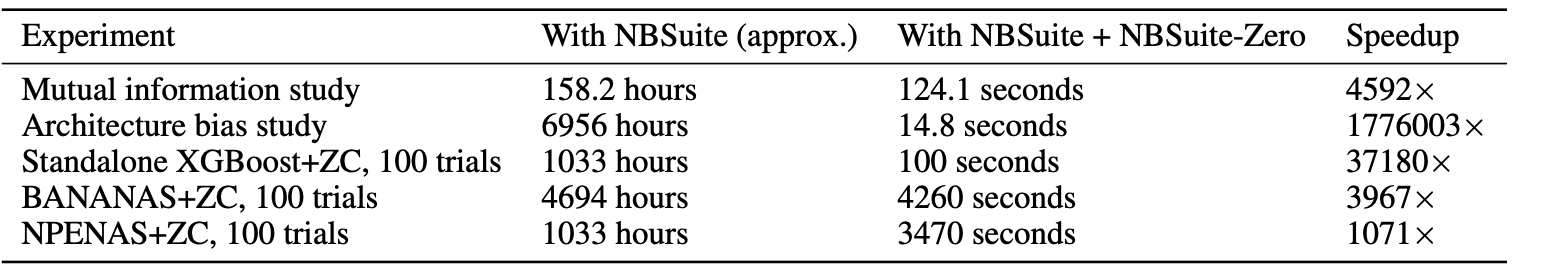 Experiment With NBSuite (approx.) With NBSuite + NBSuite-Zero Speedup
Mutual information study 158.2 hours 124.1 seconds 4592×
Architecture bias study 6956 hours 14.8 seconds 1776003×
Standalone XGBoost+ZC, 100 trials 1033 hours 100 seconds 37180×
BANANAS+ZC, 100 trials 4694 hours 4260 seconds 3967×
NPENAS+ZC, 100 trials 1033 hours 3470 seconds 1071×